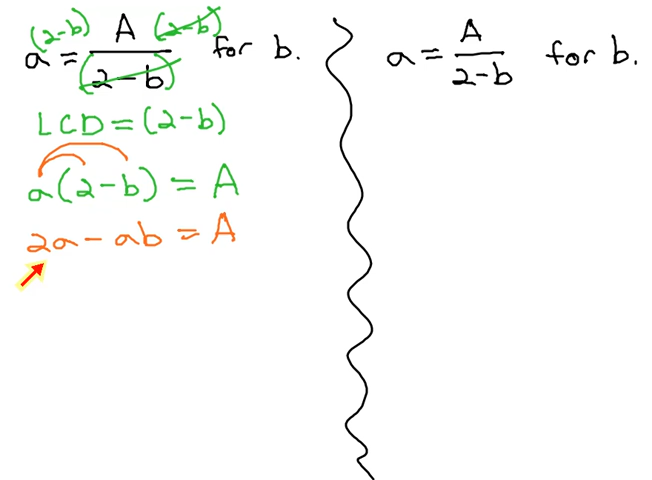 (2-b) a = A (2-b) / (2-b) for b.
LCD = (2-b)
a(2-b) = A
2a - ab = A
a = A / 2-b for b.